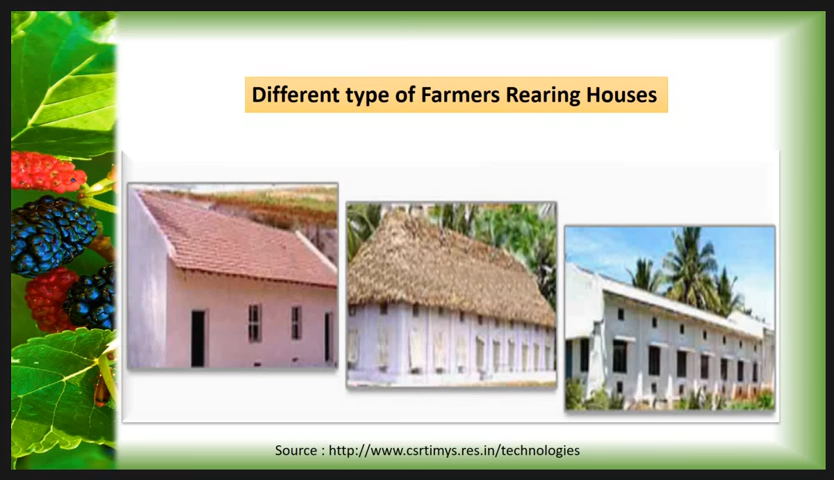 Different type of Farmers Rearing Houses
Source : http://www.csrtimys.res.in/technologies